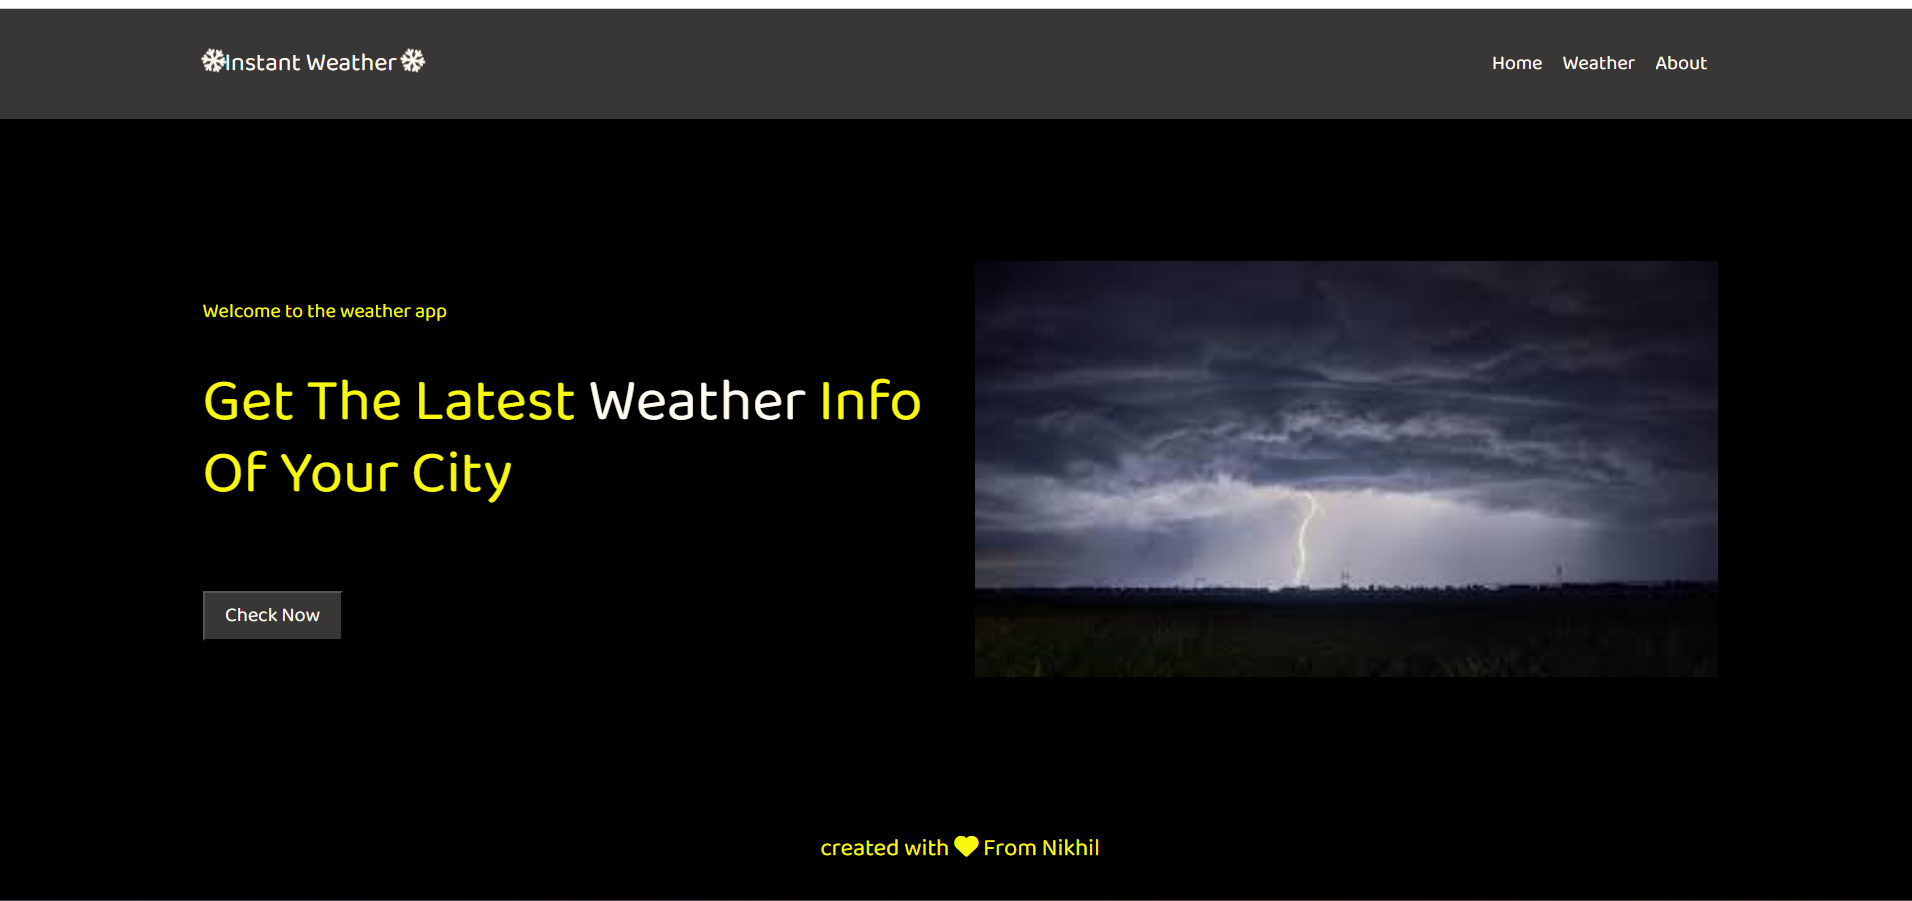 ❄Instant Weather❄
Home Weather About
Welcome to the weather app
Get The Latest Weather Info
Of Your City
Check Now
created with ♥ From Nikhil